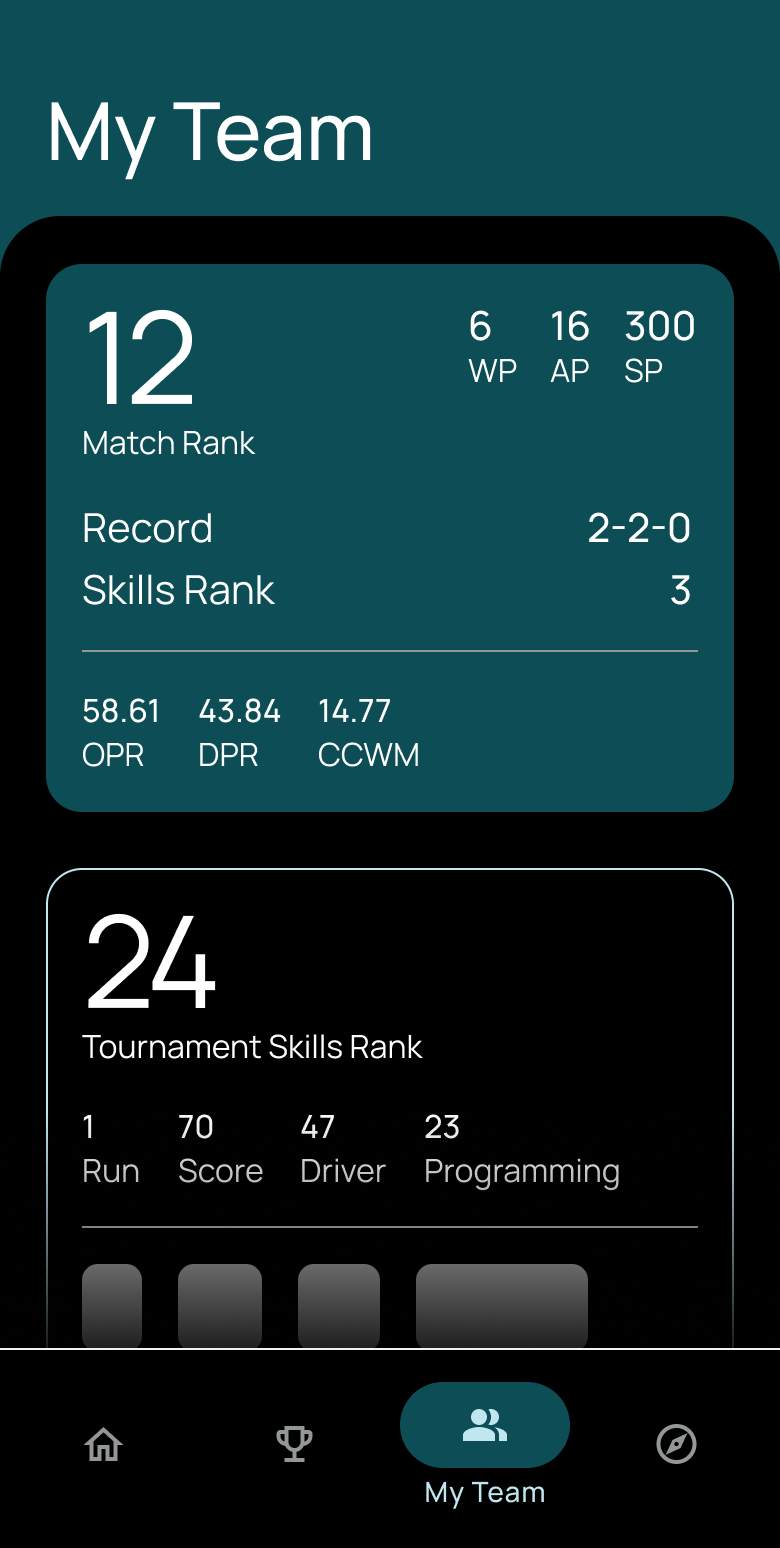 My Team
12
6 16 300
WP AP SP
Match Rank
Record 2-2-0
Skills Rank 3
58.61 43.84 14.77
OPR DPR CCWM
24
Tournament Skills Rank
1 70 47 23
Run Score Driver Programming
My Team